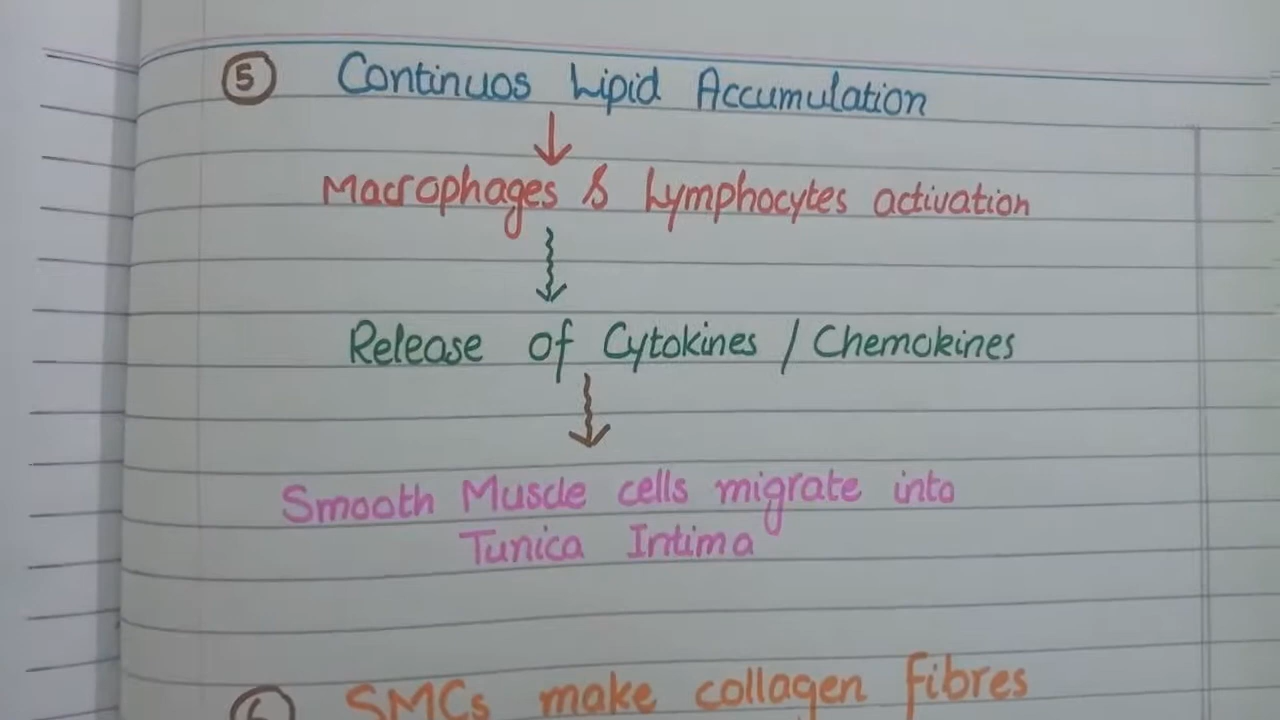 5 Continuos Lipid Accumulation
↓
Macrophages & Lymphocytes activation
↓
Release of Cytokines / Chemokines
↓
Smooth Muscle cells migrate into
Tunica Intima
6 SMCs make collagen fibres